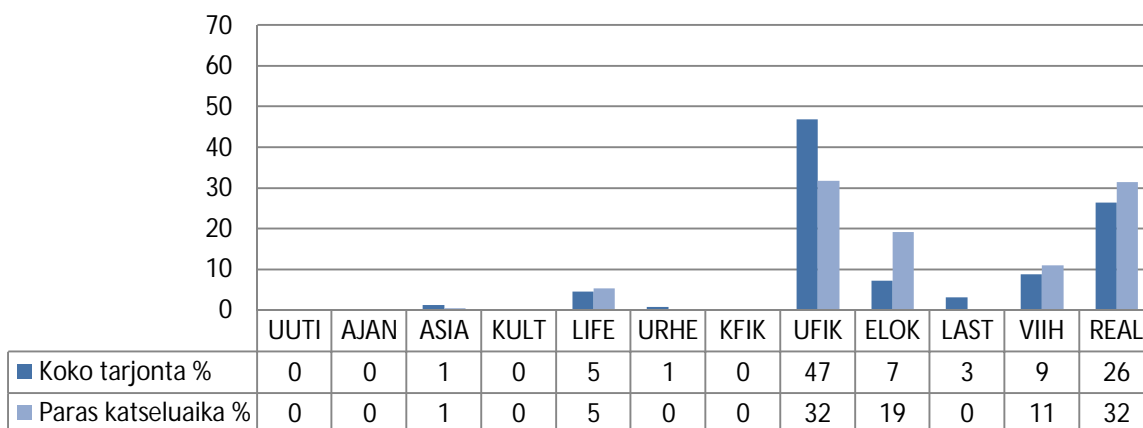 70
60
50
40
30
20
10
0
UUTI AJAN ASIA KULT LIFE URHE KFIK UFIK ELOK LAST VIIH REAL
Koko tarjonta % 0 0 1 0 5 1 0 47 7 3 9 26
Paras katseluaika % 0 0 1 0 5 0 0 32 19 0 11 32